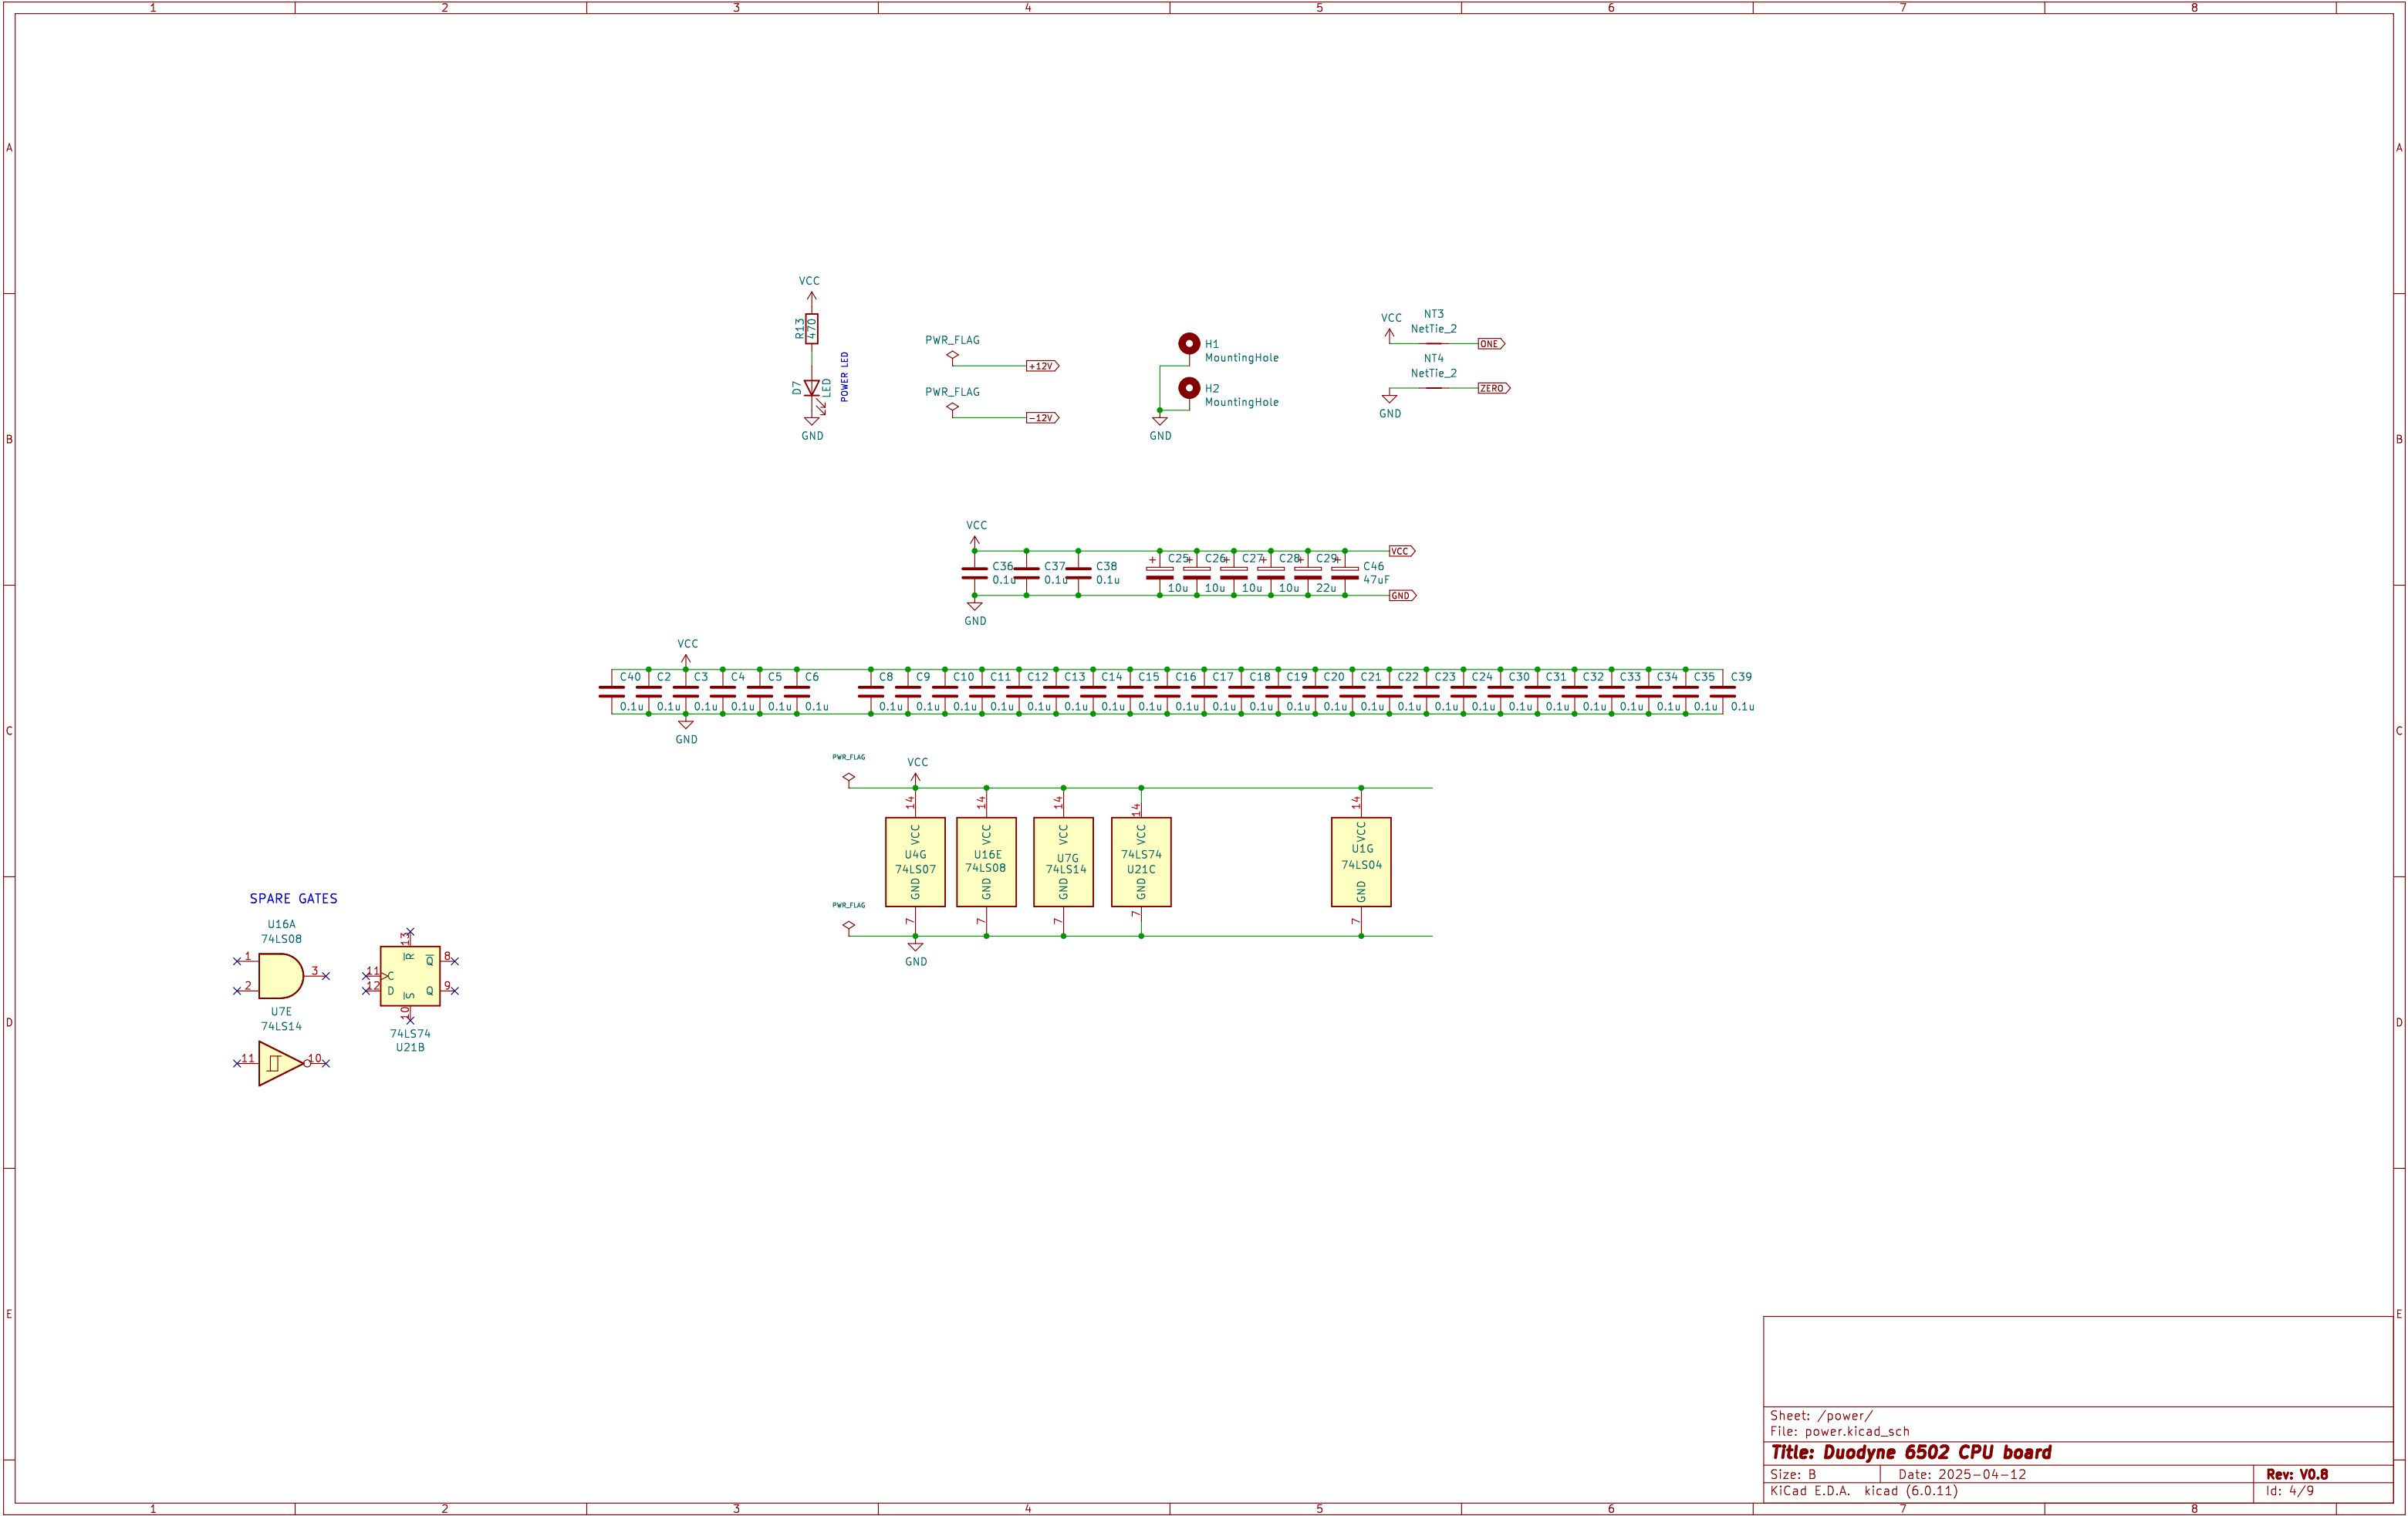 1 2 3 4 5 6 7 8
A A
B B
C C
D D
E E
VCC
R13
470
D7
LED
POWER LED
GND
PWR_FLAG
+12V
PWR_FLAG
-12V
H1
MountingHole
H2
MountingHole
GND
VCC
NT3
NetTie_2
ONE
NT4
NetTie_2
ZERO
GND
VCC
C36 C37 C38 C25 C26 C27 C28 C29 C46
0.1u 0.1u 0.1u 10u 10u 10u 10u 22u 47uF
+ + + + + +
VCC
GND
GND
VCC
C40 C2 C3 C4 C5 C6 C8 C9 C10 C11 C12 C13 C14 C15 C16 C17 C18 C19 C20 C21 C22 C23 C24 C30 C31 C32 C33 C34 C35 C39
0.1u 0.1u 0.1u 0.1u 0.1u 0.1u 0.1u 0.1u 0.1u 0.1u 0.1u 0.1u 0.1u 0.1u 0.1u 0.1u 0.1u 0.1u 0.1u 0.1u 0.1u 0.1u 0.1u 0.1u 0.1u 0.1u 0.1u 0.1u 0.1u 0.1u
GND
PWR_FLAG
VCC
14 14 14 14 14
VCC VCC VCC VCC
U4G
74LS07
U16E
74LS08
U7G
74LS14
74LS74
U21C
U1G
74LS04
GND GND GND GND GND
7 7 7 7 7
PWR_FLAG
GND
SPARE GATES
U16A
74LS08
1
2
3
U7E
74LS14
11
10
13
R
11
C
12
D
8
Q
9
Q
S
10
74LS74
U21B
Sheet: /power/
File: power.kicad_sch
Title: Duodyne 6502 CPU board
Size: B Date: 2025-04-12 Rev: V0.8
KiCad E.D.A. kicad (6.0.11) Id: 4/9
1 2 3 4 5 6 7 8